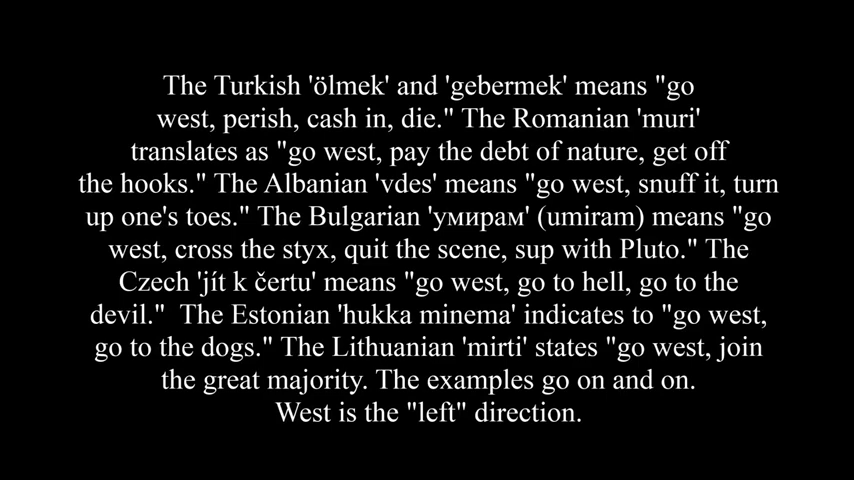 The Turkish 'ölmek' and 'gebermek' means "go
west, perish, cash in, die." The Romanian 'muri'
translates as "go west, pay the debt of nature, get off
the hooks." The Albanian 'vdes' means "go west, snuff it, turn
up one's toes." The Bulgarian 'умирам' (umiram) means "go
west, cross the styx, quit the scene, sup with Pluto." The
Czech 'jít k čertu' means "go west, go to hell, go to the
devil."  The Estonian 'hukka minema' indicates to "go west,
go to the dogs." The Lithuanian 'mirti' states "go west, join
the great majority. The examples go on and on.
West is the "left" direction.